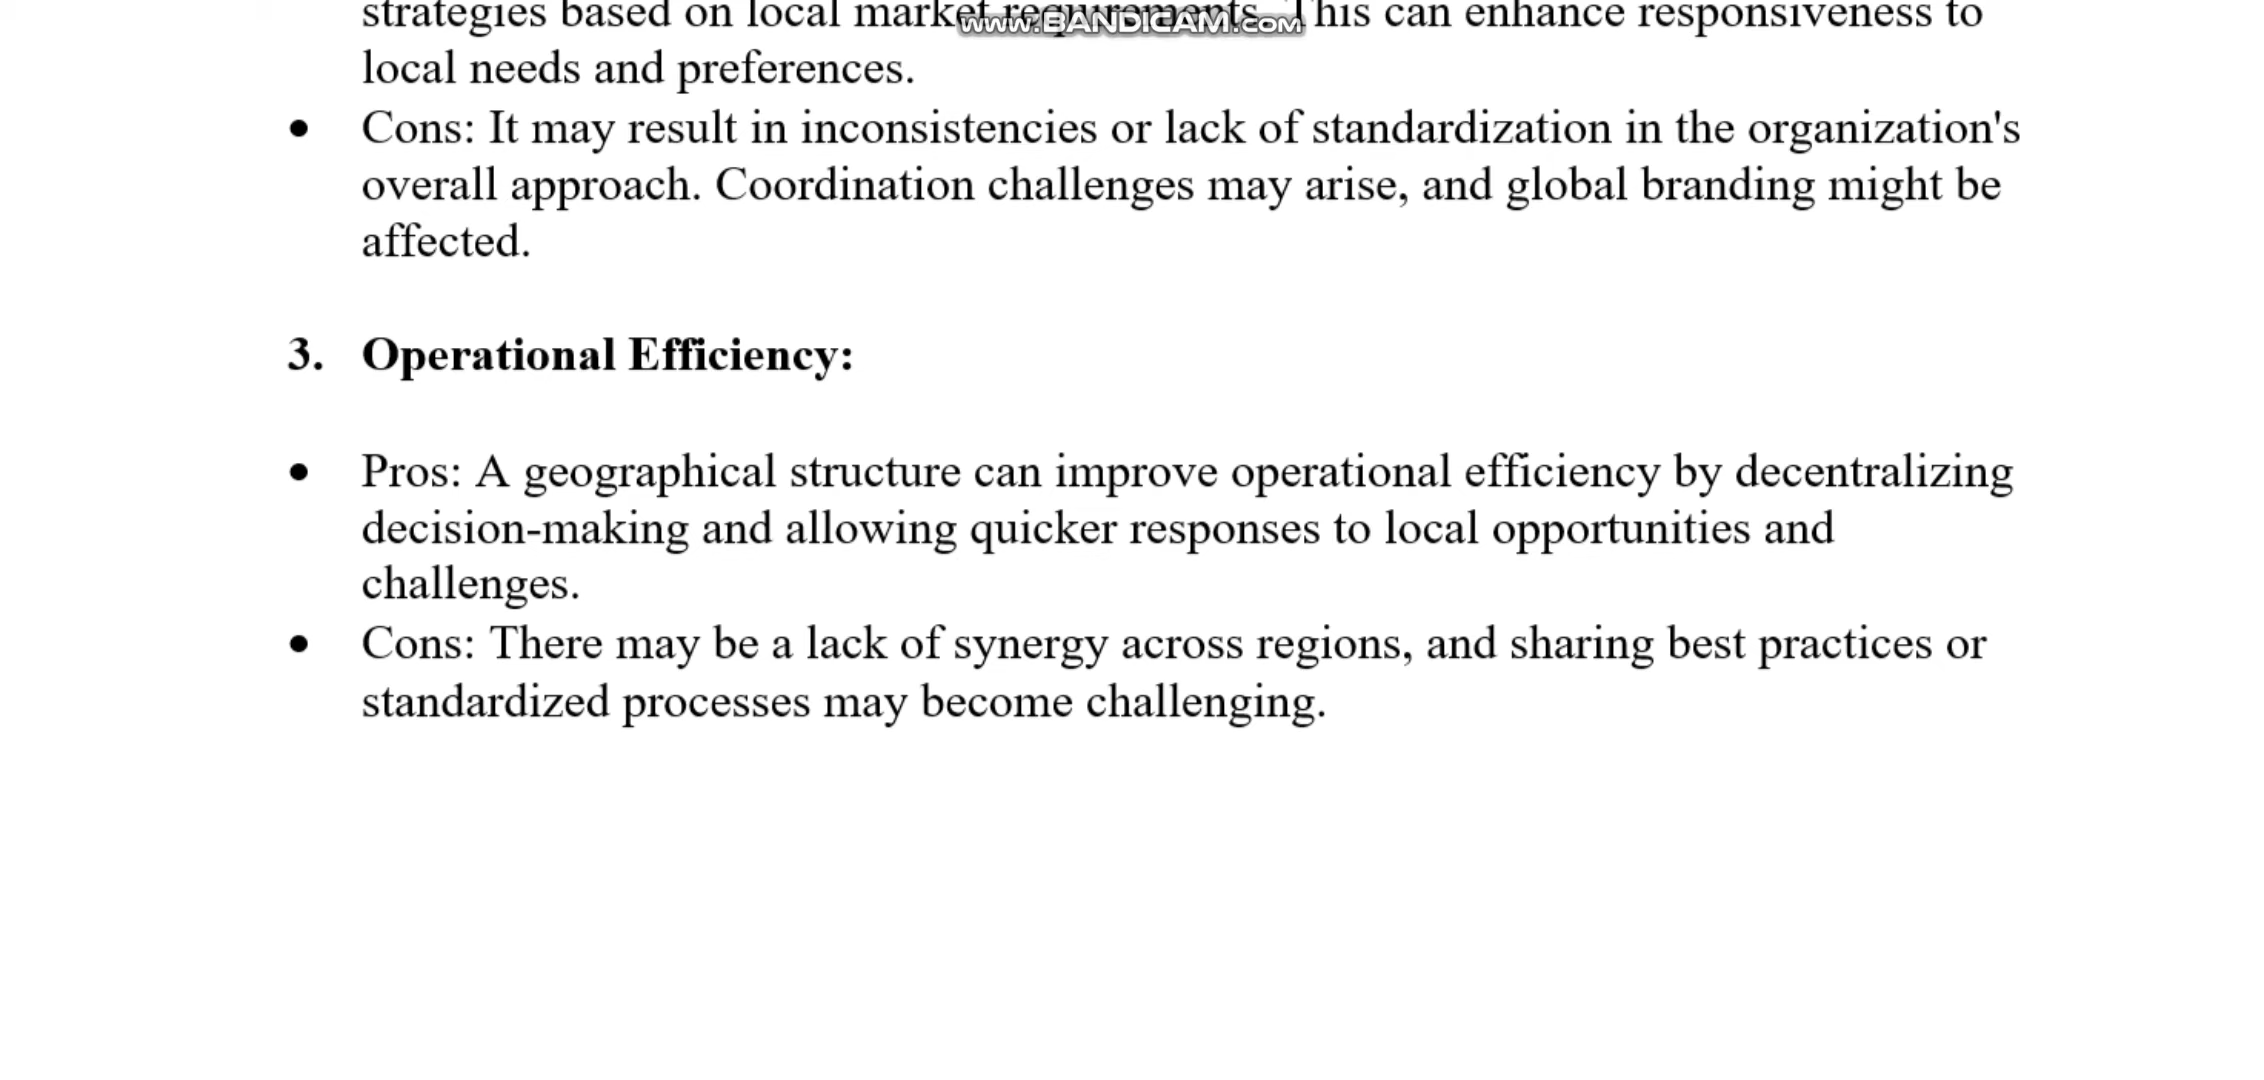 strategies based on local market requirements. This can enhance responsiveness to
www.BANDICAM.com
local needs and preferences.
• Cons: It may result in inconsistencies or lack of standardization in the organization's
overall approach. Coordination challenges may arise, and global branding might be
affected.
3. Operational Efficiency:
• Pros: A geographical structure can improve operational efficiency by decentralizing
decision-making and allowing quicker responses to local opportunities and
challenges.
• Cons: There may be a lack of synergy across regions, and sharing best practices or
standardized processes may become challenging.